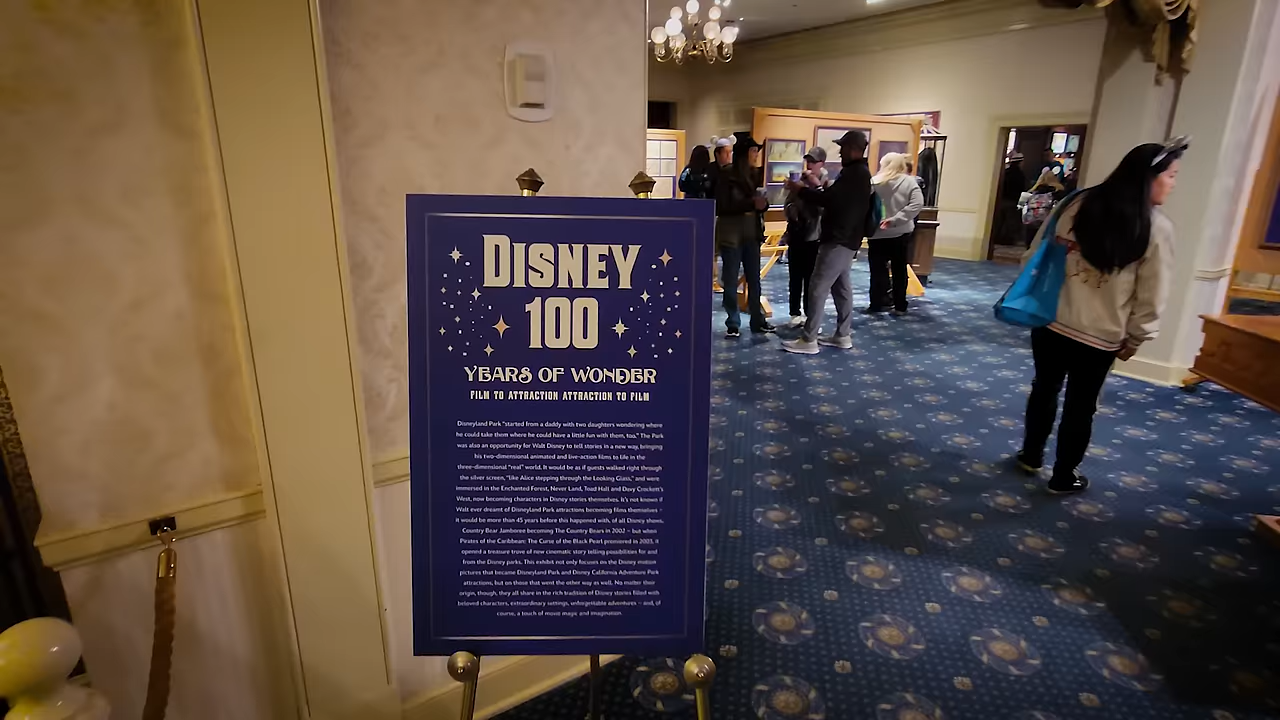 DISNEY
100
YEARS OF WONDER
FILM TO ATTRACTION ATTRACTION TO FILM
Disneyland Park "started from a daddy with two daughters wondering where
he could take them where he could have a little fun with them, too." The Park
was also an opportunity for Walt Disney to tell stories in a new way, bringing
his two-dimensional animated and live-action films to life in the
three-dimensional "real" world. It would be as if guests walked right through
the silver screen, "like Alice stepping through the Looking Glass," and were
immersed in the Enchanted Forest, Never Land, Toad Hall and Davy Crockett's
West, now becoming characters in Disney stories themselves. It's not known if
Walt ever dreamt of Disneyland Park attractions becoming films themselves –
it would be more than 45 years before this happened with, of all Disney shows,
Country Bear Jamboree becoming The Country Bears in 2002 – but when
Pirates of the Caribbean: The Curse of the Black Pearl premiered in 2003, it
opened a treasure trove of new cinematic story telling possibilities for and
from the Disney parks. This exhibit not only focuses on the Disney motion
pictures that became Disneyland Park and Disney California Adventure Park
attractions, but on those that went the other way as well. No matter their
origin, though, they all share in the rich tradition of Disney stories filled with
beloved characters, extraordinary settings, unforgettable adventures – and, of
course, a touch of movie magic and imagination.